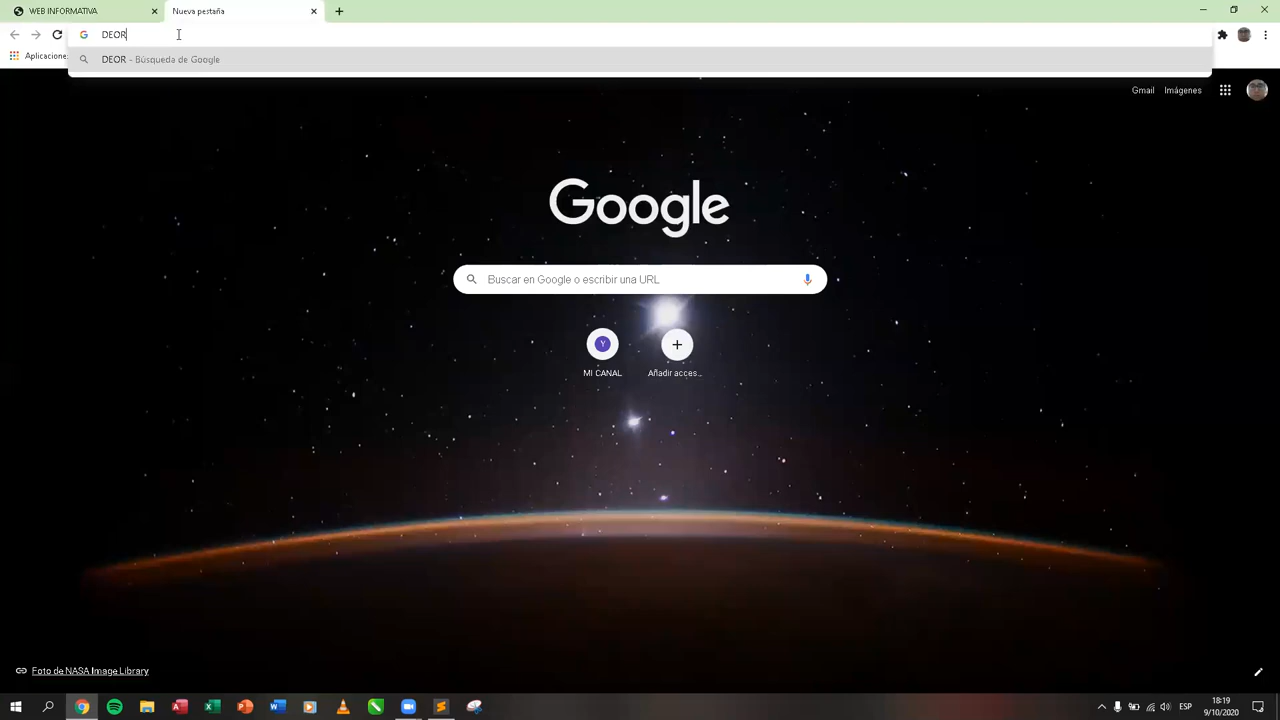 WEB INFORMATIVA
Nueva pestaña
DEOR
Aplicacione
DEOR - Búsqueda de Google
Gmail
Imágenes
Google
Buscar en Google o escribir una URL
Y
MI CANAL
Añadir acces...
Foto de NASA Image Library
ESP
18:19
9/10/2020